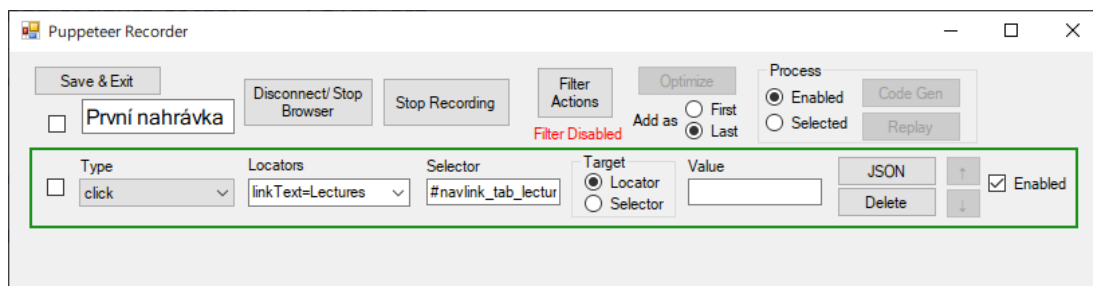 Puppeteer Recorder
Save & Exit
První nahrávka
Disconnect/ Stop
Browser
Stop Recording
Filter
Actions
Filter Disabled
Optimize
Add as
First
Last
Process
Enabled
Selected
Code Gen
Replay
Type
click
Locators
linkText=Lectures
Selector
#navlink_tab_lectur
Target
Locator
Selector
Value
JSON
Delete
↑
↓
Enabled